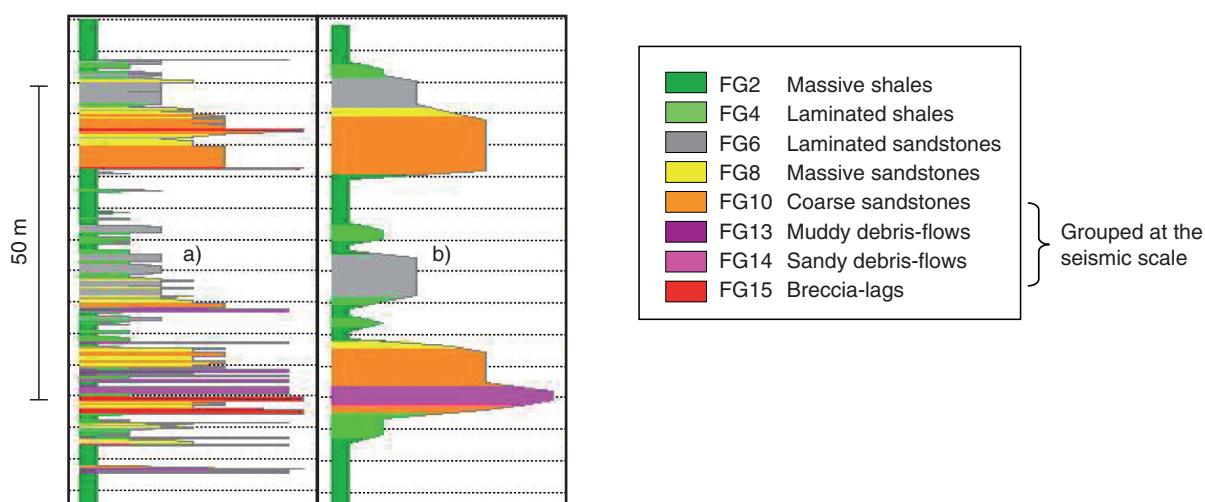 50 m
a)
b)
FG2 Massive shales
FG4 Laminated shales
FG6 Laminated sandstones
FG8 Massive sandstones
FG10 Coarse sandstones
FG13 Muddy debris-flows
FG14 Sandy debris-flows
FG15 Breccia-lags
Grouped at the
seismic scale